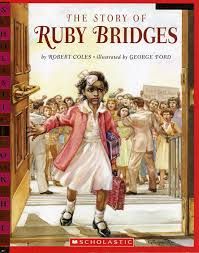 THE STORY OF
RUBY BRIDGES
by ROBERT COLES illustrated by GEORGE FORD
SCHOLASTIC